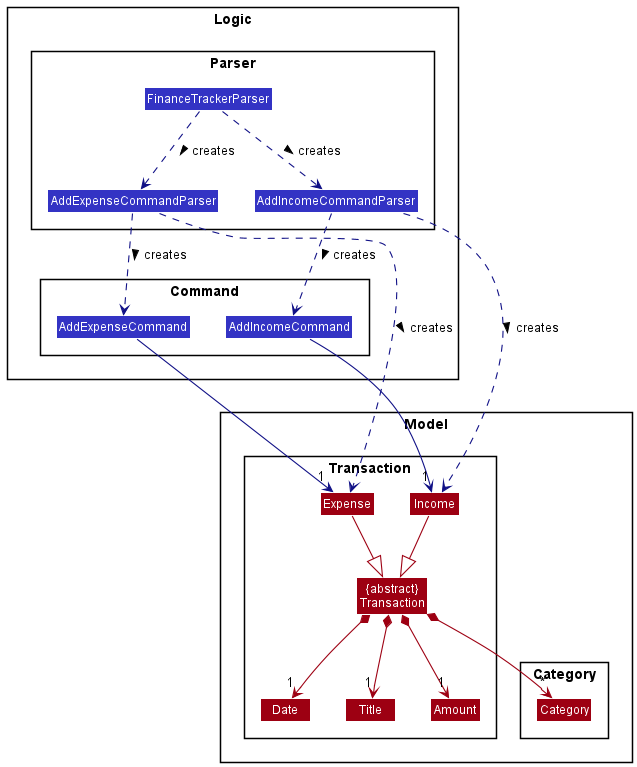 Logic
Parser
FinanceTrackerParser
creates
creates
AddExpenseCommandParser
AddIncomeCommandParser
creates
creates
Command
AddExpenseCommand
AddIncomeCommand
creates
creates
Model
Transaction
1
1
Expense
Income
{abstract}
Transaction
Category
1
1
1
*
Date
Title
Amount
Category